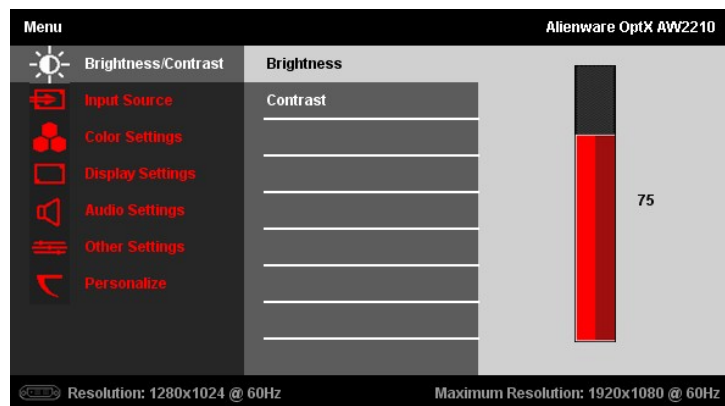 Menu
Alienware OptX AW2210
Brightness/Contrast
Brightness
Input Source
Contrast
Color Settings
Display Settings
75
Audio Settings
Other Settings
Personalize
Resolution: 1280x1024 @ 60Hz
Maximum Resolution: 1920x1080 @ 60Hz